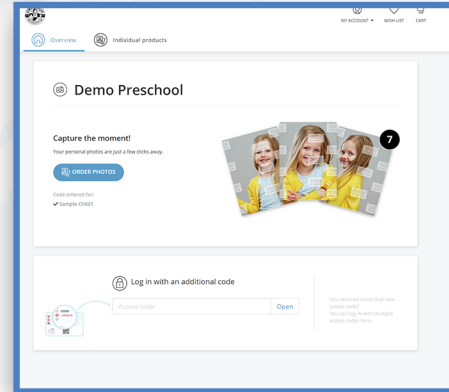 MY ACCOUNT
WISH LIST
CART
Overview
Individual products
Demo Preschool
Capture the moment!
Your personal photos are just a few clicks away.
ORDER PHOTOS
7
Code entered for:
Sample Child1
Log in with an additional code
Access code
Open
You received more than one
access code?
You can log in with multiple
access codes here.